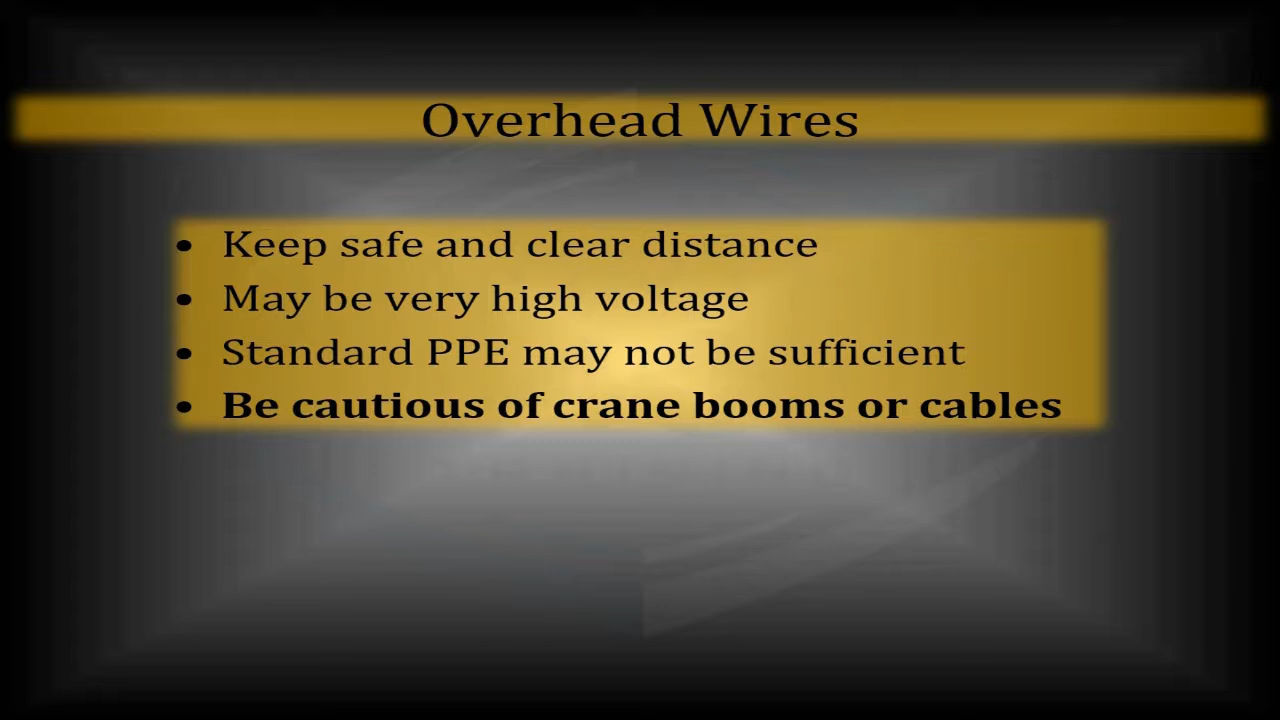 Overhead Wires
• Keep safe and clear distance
• May be very high voltage
• Standard PPE may not be sufficient
• Be cautious of crane booms or cables